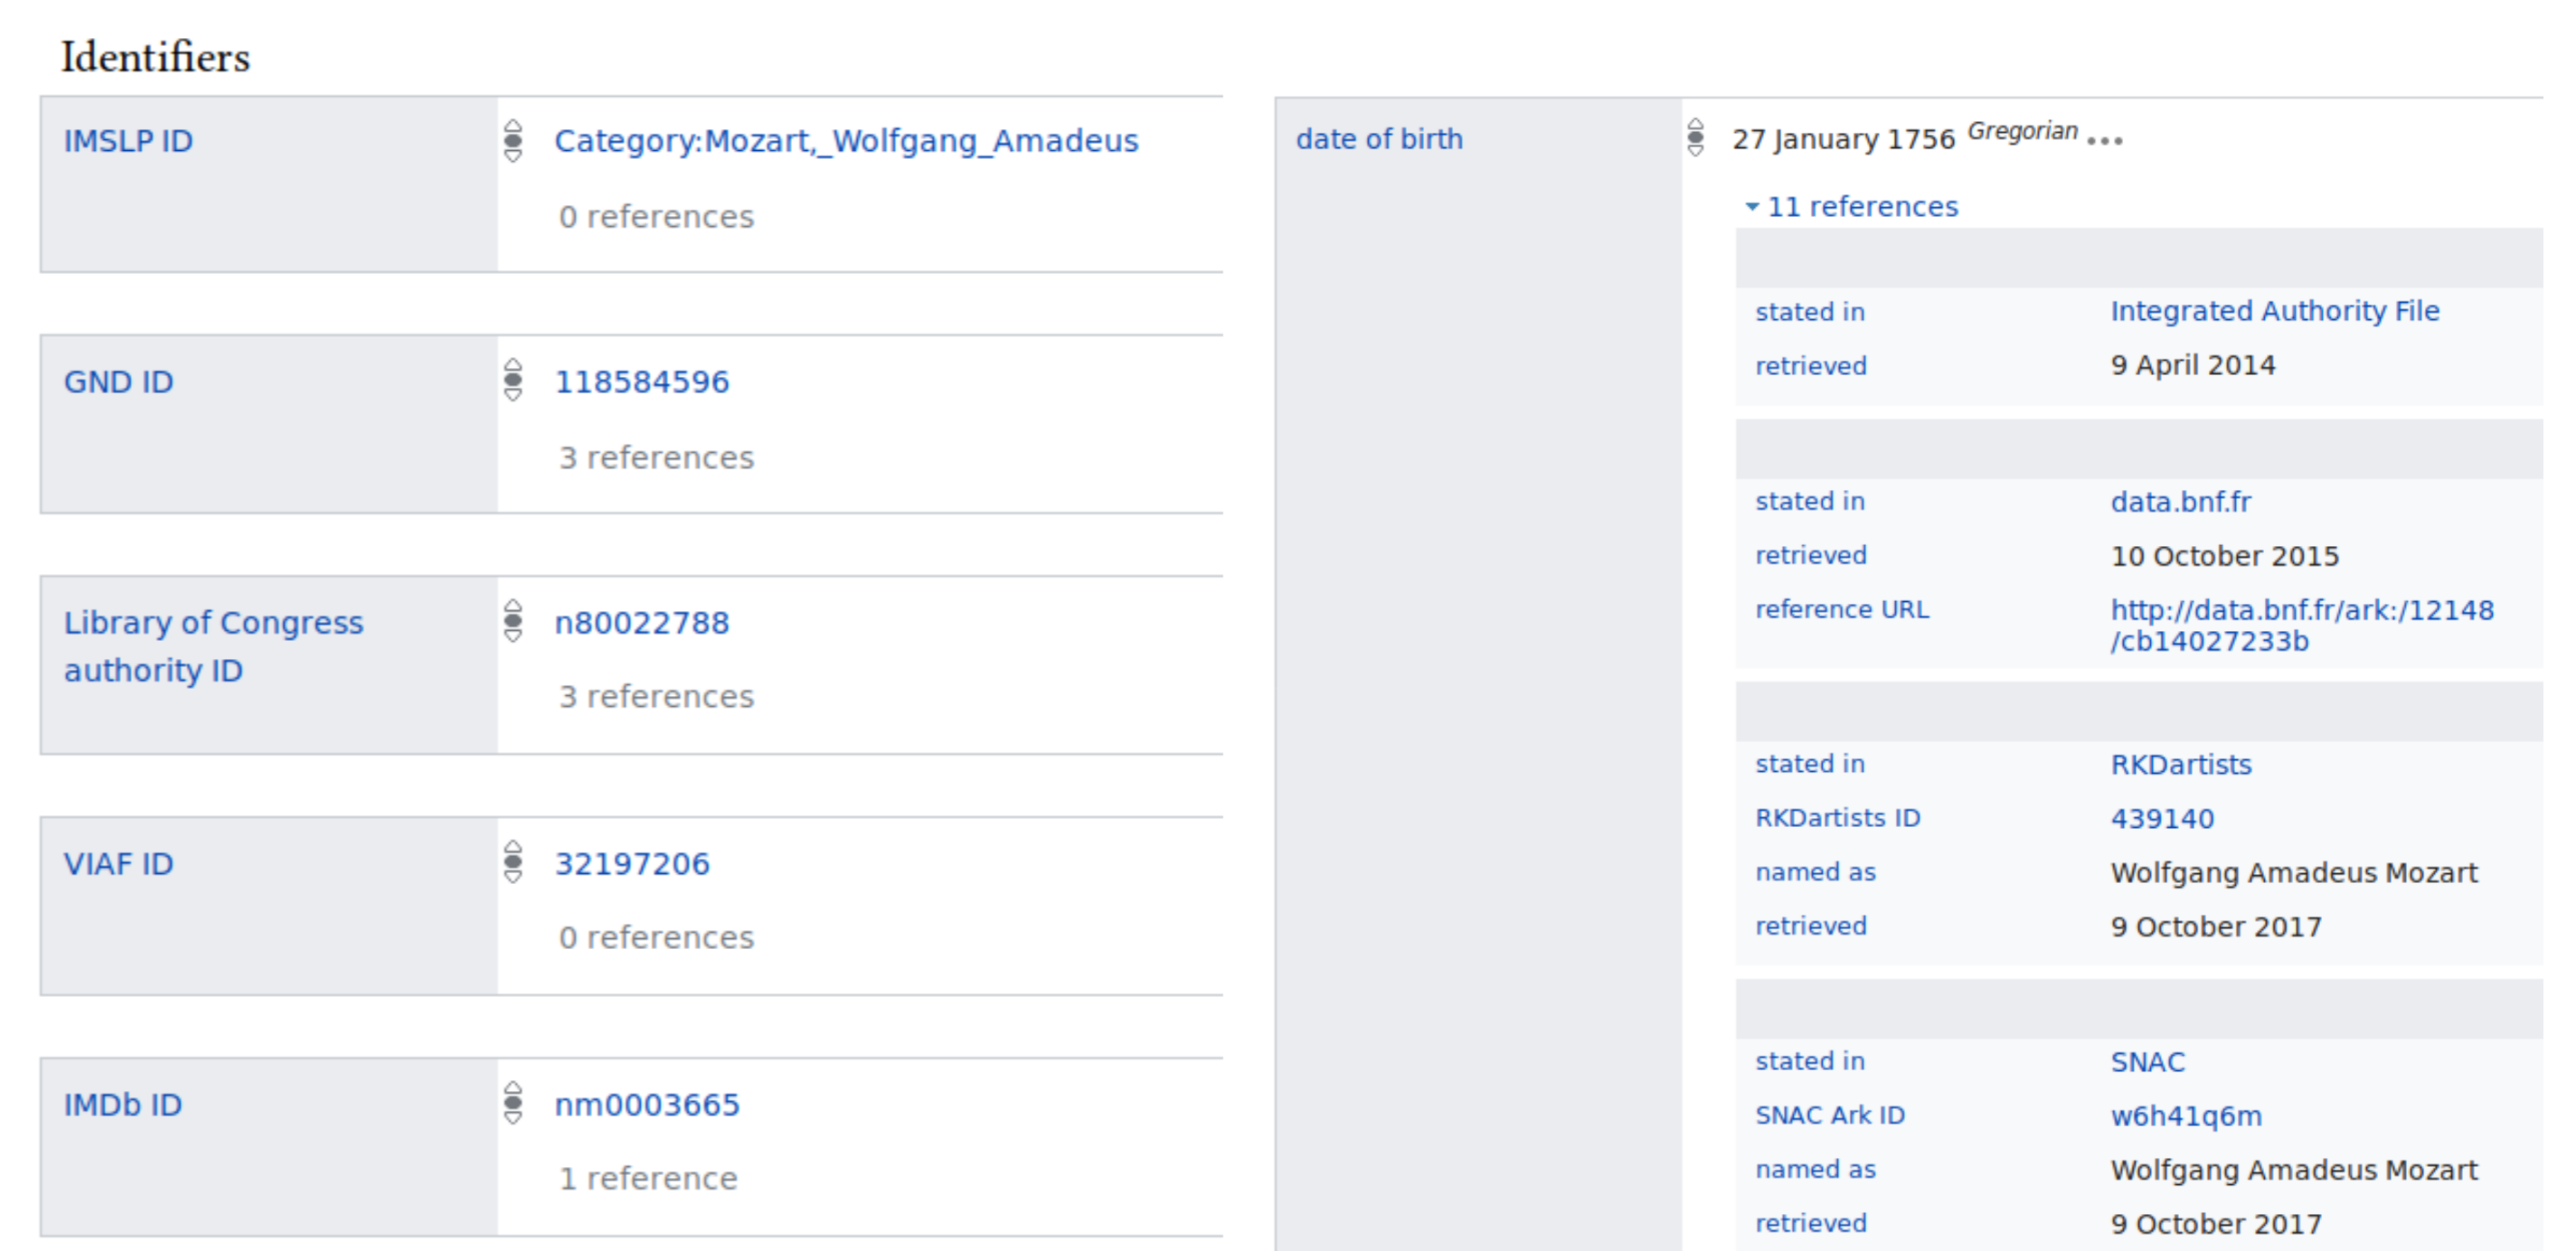 Identifiers
IMSLP ID
Category:Mozart,_Wolfgang_Amadeus
0 references
GND ID
118584596
3 references
Library of Congress
authority ID
n80022788
3 references
VIAF ID
32197206
0 references
IMDb ID
nm0003665
1 reference
date of birth
27 January 1756 Gregorian •••
11 references
stated in
Integrated Authority File
retrieved
9 April 2014
stated in
data.bnf.fr
retrieved
10 October 2015
reference URL
http://data.bnf.fr/ark:/12148
/cb14027233b
stated in
RKDartists
RKDartists ID
439140
named as
Wolfgang Amadeus Mozart
retrieved
9 October 2017
stated in
SNAC
SNAC Ark ID
w6h41q6m
named as
Wolfgang Amadeus Mozart
retrieved
9 October 2017